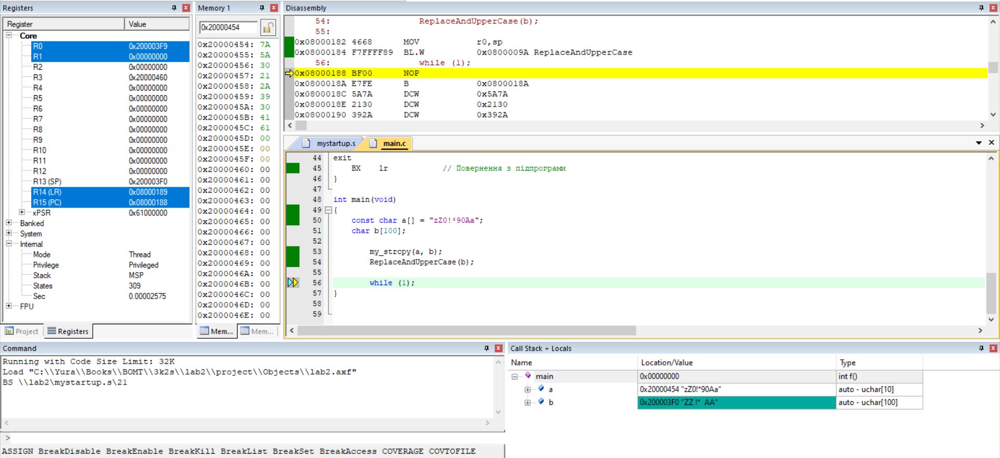 Registers
Register Value
Core
R0 0x200003F9
R1 0x00000000
R2 0x00000000
R3 0x20000460
R4 0x00000000
R5 0x00000000
R6 0x00000000
R7 0x00000000
R8 0x00000000
R9 0x00000000
R10 0x00000000
R11 0x00000000
R12 0x00000000
R13 (SP) 0x200003F0
R14 (LR) 0x08000189
R15 (PC) 0x08000188
xPSR 0x61000000
Banked
System
Internal
Mode Thread
Privilege Privileged
Stack MSP
States 309
Sec 0.00002575
FPU
Project Registers
Memory 1
0x20000454
0x20000454: 7A
0x20000455: 5A
0x20000456: 30
0x20000457: 21
0x20000458: 2A
0x20000459: 39
0x2000045A: 30
0x2000045B: 41
0x2000045C: 61
0x2000045D: 00
0x2000045E: 00
0x2000045F: 00
0x20000460: 00
0x20000461: 00
0x20000462: 00
0x20000463: 00
0x20000464: 00
0x20000465: 00
0x20000466: 00
0x20000467: 00
0x20000468: 00
0x20000469: 00
0x2000046A: 00
0x2000046B: 00
0x2000046C: 00
0x2000046D: 00
0x2000046E: 00
Mem... Mem...
Disassembly
54: ReplaceAndUpperCase(b);
55:
0x08000182 4668 MOV r0,sp
0x08000184 F7FFFF89 BL.W 0x0800009A ReplaceAndUpperCase
56: while (1);
0x08000188 BF00 NOP
0x0800018A E7FE B 0x0800018A
0x0800018C 5A7A DCW 0x5A7A
0x0800018E 2130 DCW 0x2130
0x08000190 392A DCW 0x392A
mystartup.s main.c
44 exit
45 BX lr // Повернення з підпрограми
46 }
47
48 int main(void)
49 {
50 const char a[] = "zZ0!*90Aa";
51 char b[100];
52
53 my_strcpy(a, b);
54 ReplaceAndUpperCase(b);
55
56 while (1);
57 }
58
59
Command
Running with Code Size Limit: 32K
Load "C:\\Yura\\Books\\BOMT\\3k2s\\lab2\\project\\Objects\\lab2.axf"
BS \\lab2\mystartup.s\21
>
ASSIGN BreakDisable BreakEnable BreakKill BreakList BreakSet BreakAccess COVERAGE COVTOFILE
Call Stack + Locals
Name Location/Value Type
main 0x00000000 int f()
a 0x20000454 "zZ0!*90Aa" auto - uchar[10]
b 0x200003F0 "ZZ !*  AA" auto - uchar[100]